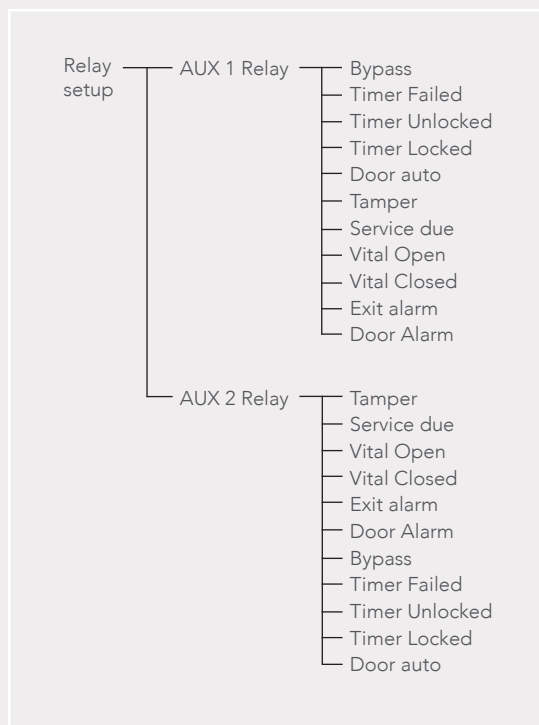 Relay
setup
AUX 1 Relay
Bypass
Timer Failed
Timer Unlocked
Timer Locked
Door auto
Tamper
Service due
Vital Open
Vital Closed
Exit alarm
Door Alarm
AUX 2 Relay
Tamper
Service due
Vital Open
Vital Closed
Exit alarm
Door Alarm
Bypass
Timer Failed
Timer Unlocked
Timer Locked
Door auto